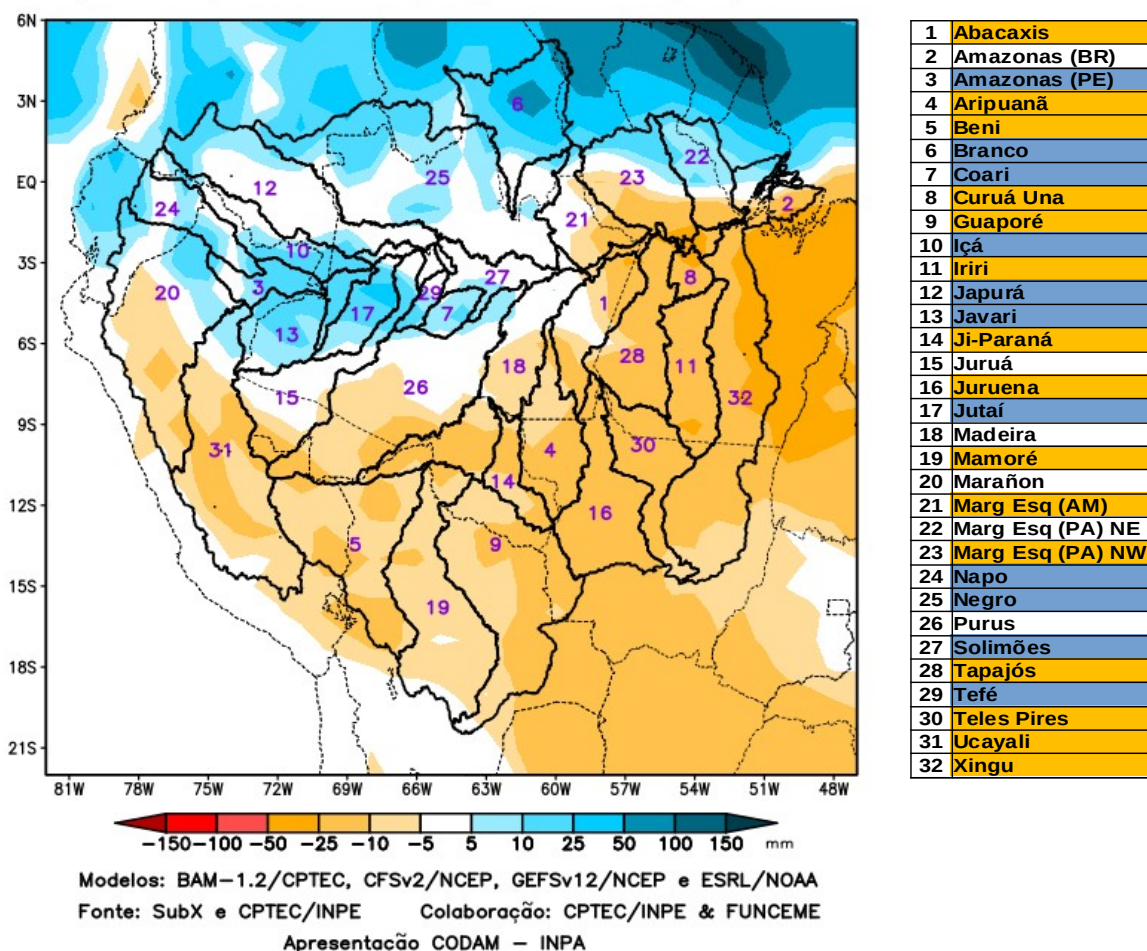 6N
3N
EQ
3S
6S
9S
12S
15S
18S
21S
81W 78W 75W 72W 69W 66W 63W 60W 57W 54W 51W 48W
6
22
12
25
23
24
21
2
10
27
3
29
8
20
17
7
1
13
28
18
11
15
26
32
31
4
30
14
16
5
9
19
-150 -100 -50 -25 -10 -5 5 10 25 50 100 150 mm
Modelos: BAM-1.2/CPTEC, CFSv2/NCEP, GEFSv12/NCEP e ESRL/NOAA
Fonte: SubX e CPTEC/INPE Colaboração: CPTEC/INPE & FUNCEME
Apresentacão CODAM - INPA
1 Abacaxis
2 Amazonas (BR)
3 Amazonas (PE)
4 Aripuanã
5 Beni
6 Branco
7 Coari
8 Curuá Una
9 Guaporé
10 Içá
11 Iriri
12 Japurá
13 Javari
14 Ji-Paraná
15 Juruá
16 Juruena
17 Jutaí
18 Madeira
19 Mamoré
20 Marañon
21 Marg Esq (AM)
22 Marg Esq (PA) NE
23 Marg Esq (PA) NW
24 Napo
25 Negro
26 Purus
27 Solimões
28 Tapajós
29 Tefé
30 Teles Pires
31 Ucayali
32 Xingu